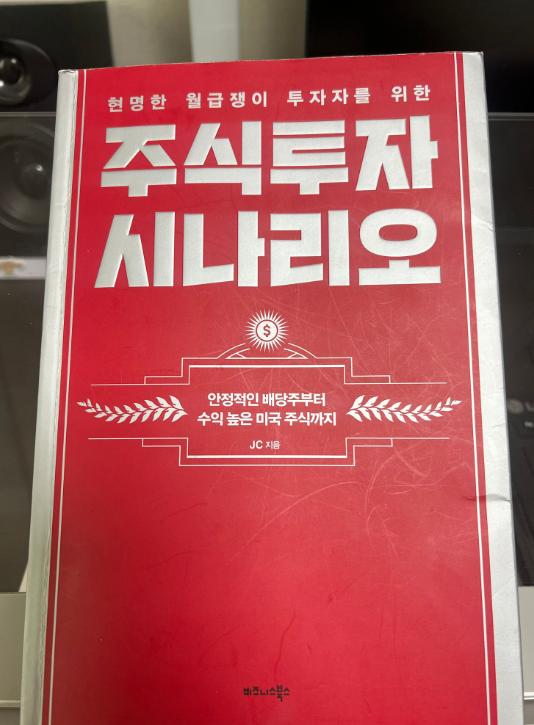 현명한 월급쟁이 투자자를 위한
주식투자
시나리오
$
안정적인 배당주부터
수익 높은 미국 주식까지
JC 지음
비즈니스북스